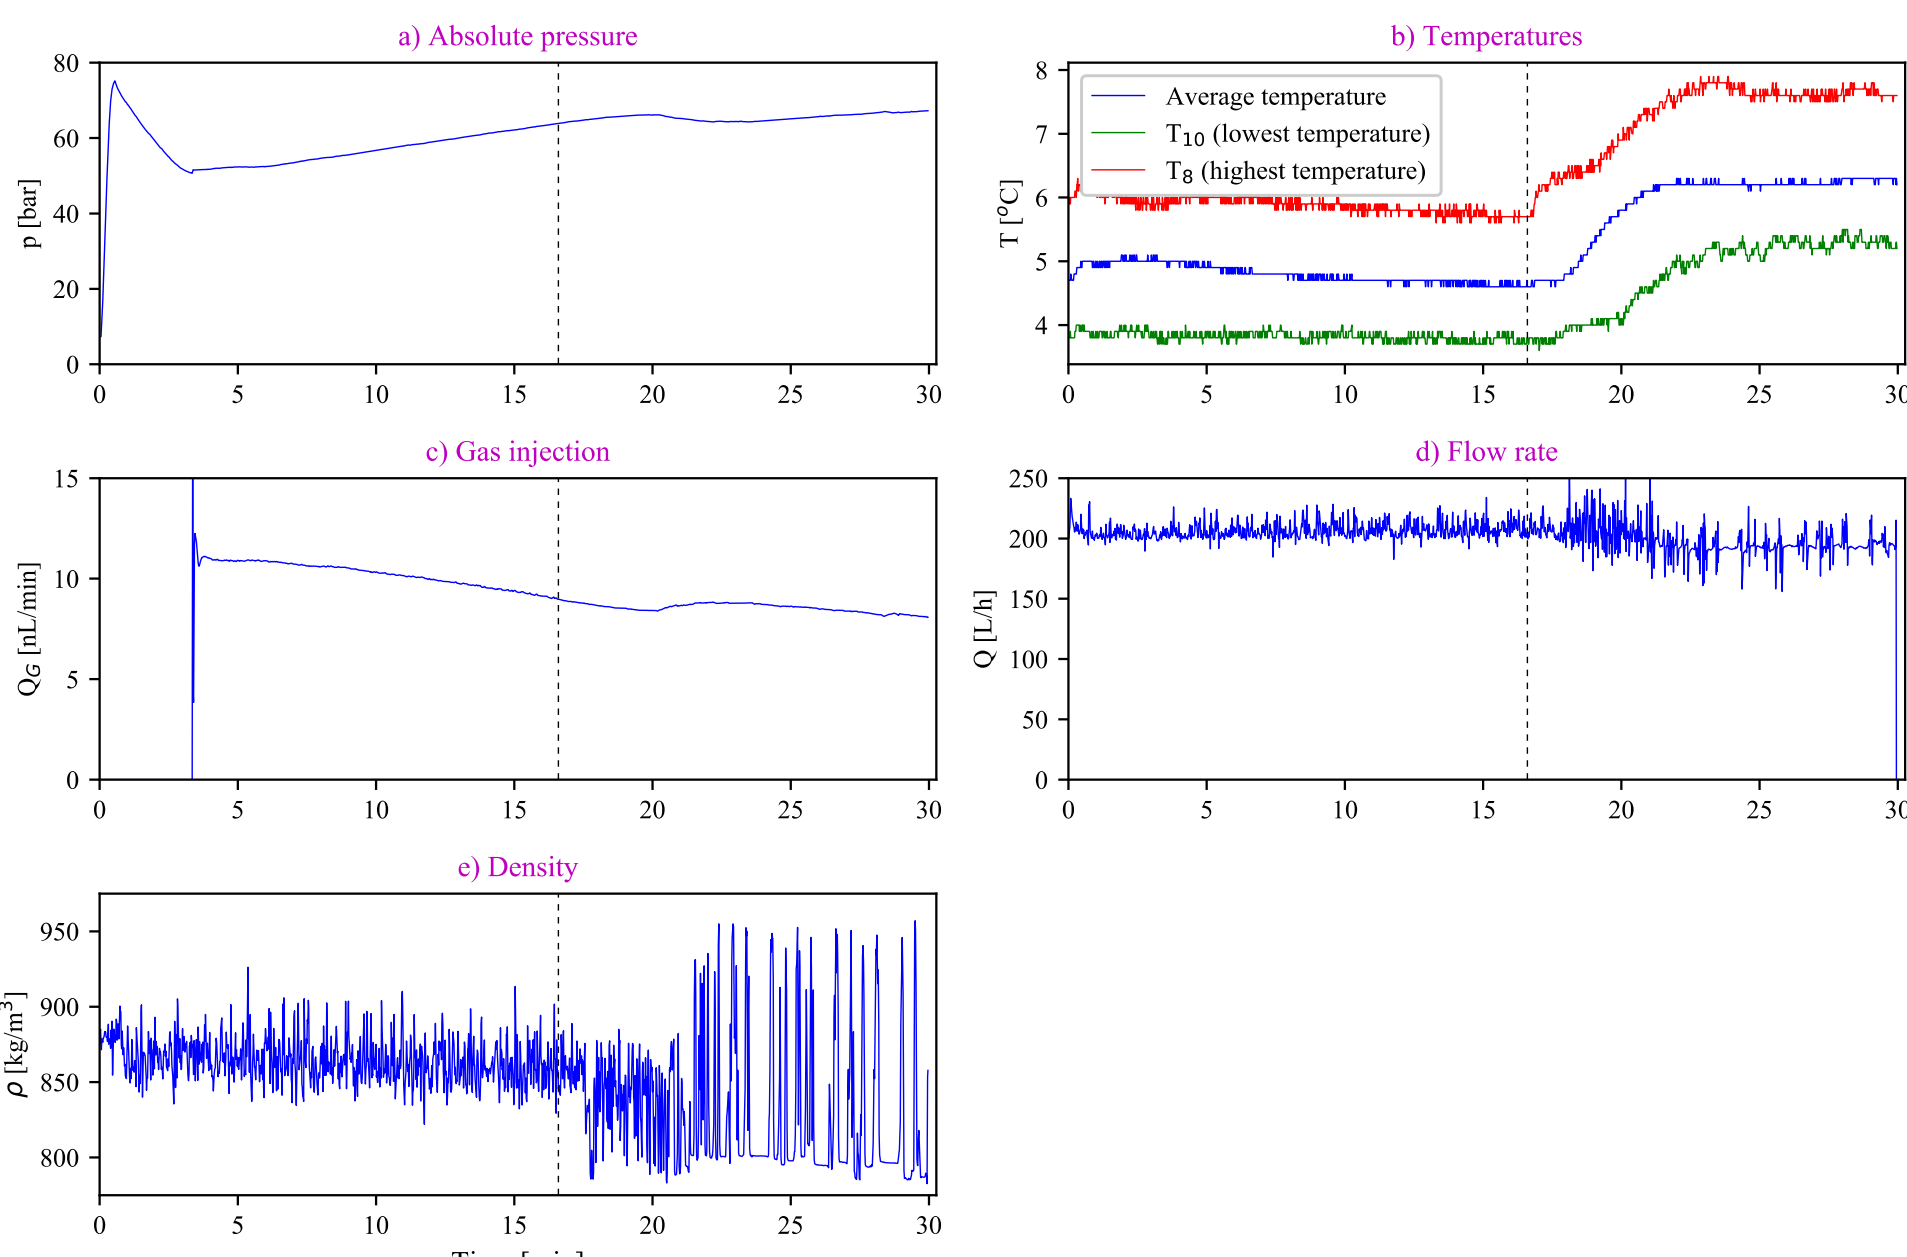 a) Absolute pressure
80
60
40
20
0
p [bar]
0 5 10 15 20 25 30
b) Temperatures
8
7
6
5
4
T [°C]
Average temperature
T10 (lowest temperature)
T8 (highest temperature)
0 5 10 15 20 25 30
c) Gas injection
15
10
5
0
QG [nL/min]
0 5 10 15 20 25 30
d) Flow rate
250
200
150
100
50
0
Q [L/h]
0 5 10 15 20 25 30
e) Density
950
900
850
800
ρ [kg/m³]
0 5 10 15 20 25 30